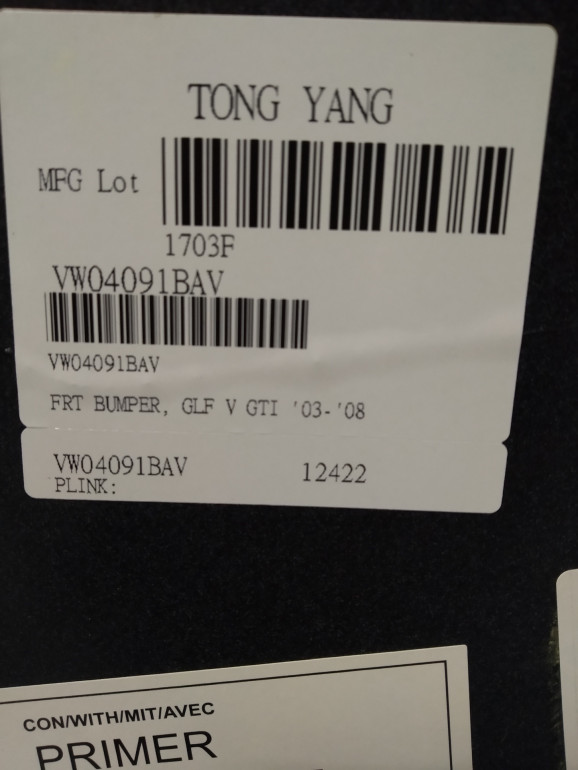 TONG YANG
MFG Lot
1703F
VW04091BAV
VW04091BAV
FRT BUMPER, GLF V GTI '03-'08
VW04091BAV 12422
PLINK:
CON/WITH/MIT/AVEC
PRIMER